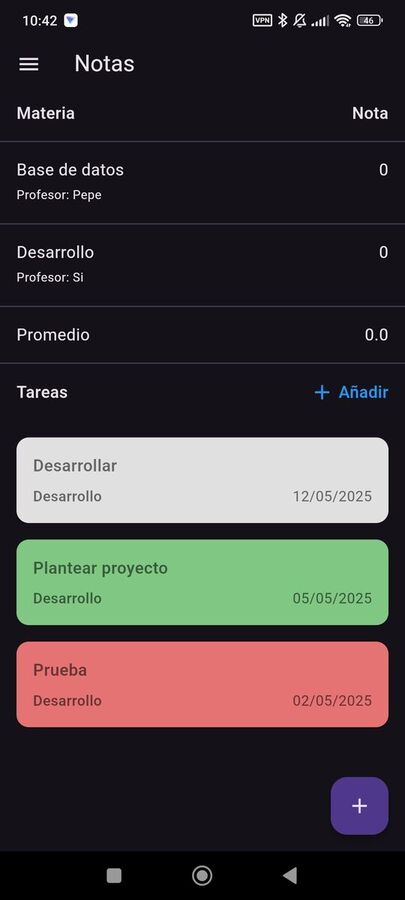 10:42 VPN 46
Notas
Materia Nota
Base de datos 0
Profesor: Pepe
Desarrollo 0
Profesor: Si
Promedio 0.0
Tareas + Añadir
Desarrollar
Desarrollo 12/05/2025
Plantear proyecto
Desarrollo 05/05/2025
Prueba
Desarrollo 02/05/2025
+